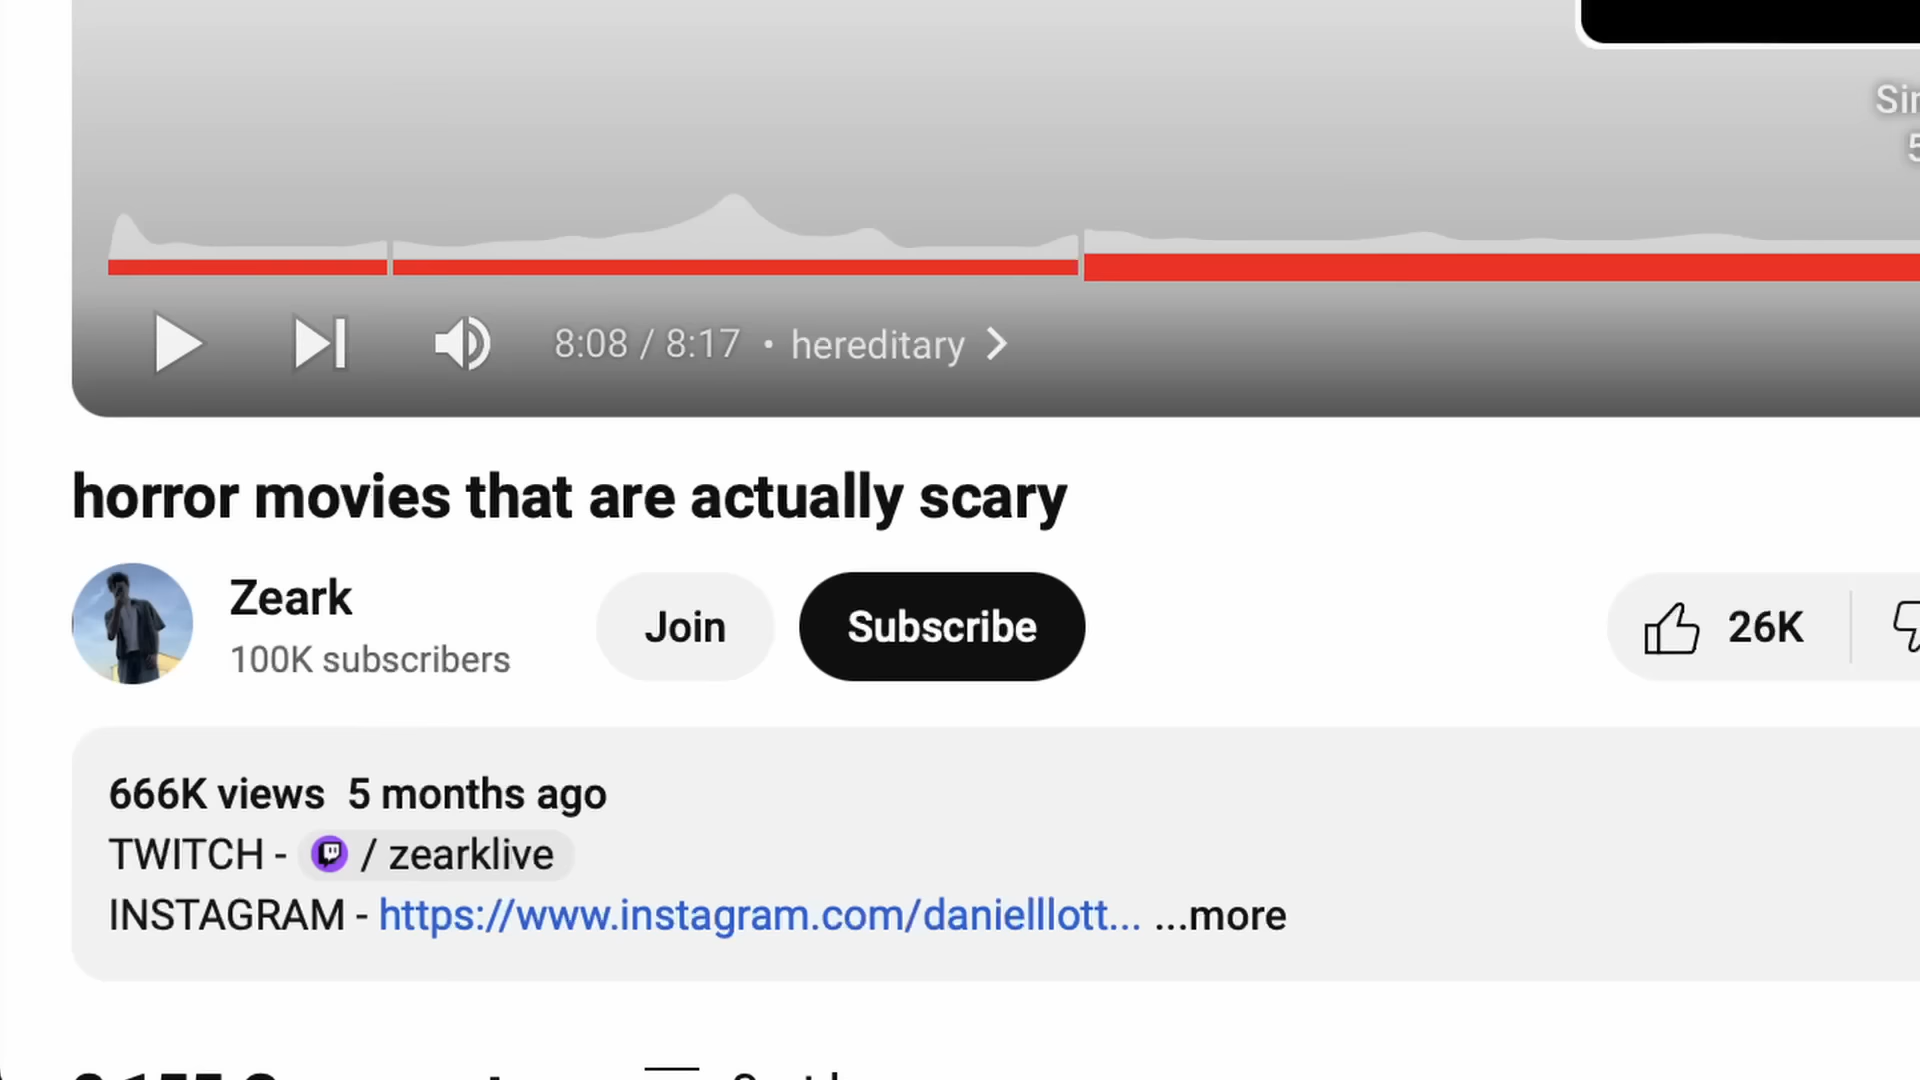 8:08 / 8:17 • hereditary
horror movies that are actually scary
Zeark
100K subscribers
Join
Subscribe
26K
666K views 5 months ago
TWITCH - / zearklive
INSTAGRAM - https://www.instagram.com/danielllott... ...more